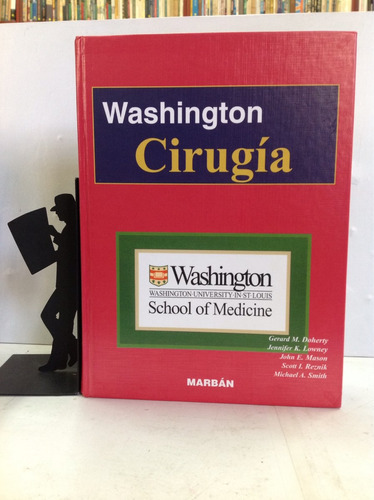 Washington
Cirugía
Washington
WASHINGTON·UNIVERSITY·IN·ST·LOUIS
School of Medicine
Gerard M. Doherty
Jennifer K. Lowney
John E. Mason
Scott I. Reznik
Michael A. Smith
MARBÁN